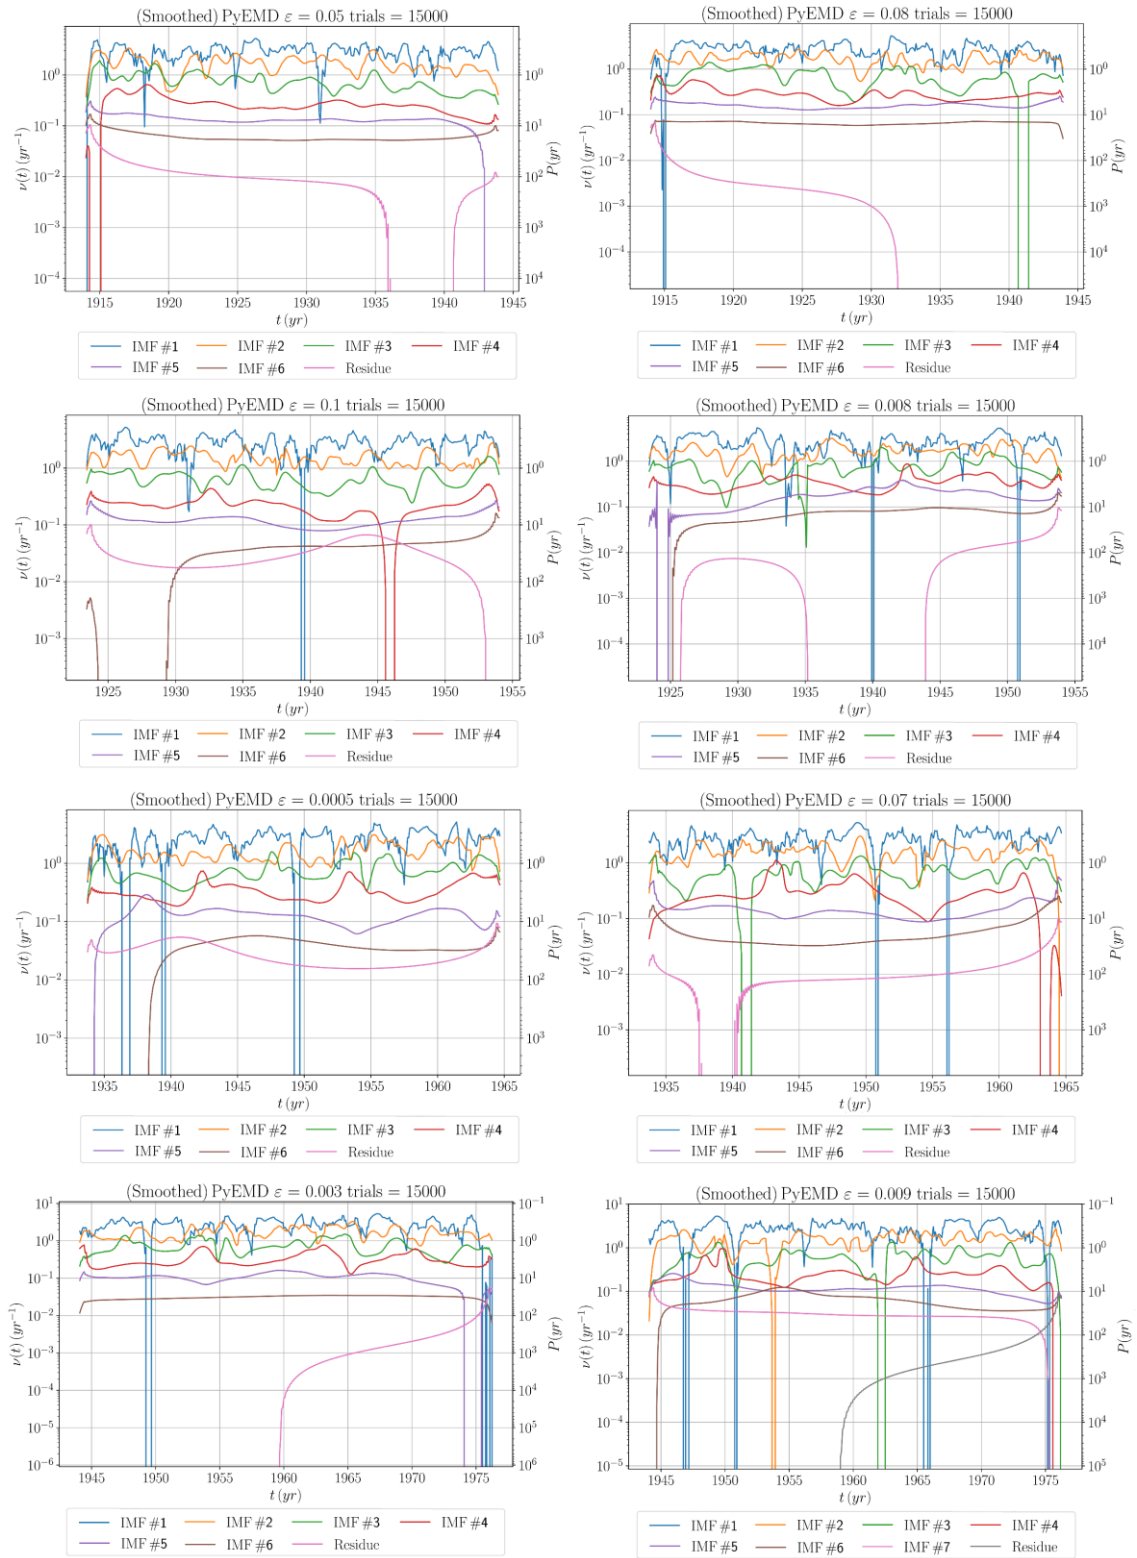 (Smoothed) PyEMD ε = 0.05 trials = 15000
10⁰
10⁻¹
10⁻²
10⁻³
10⁻⁴
ν(t) (yr⁻¹)
10⁰
10¹
10²
10³
10⁴
P(yr)
1915 1920 1925 1930 1935 1940 1945
t (yr)
IMF #1 IMF #2 IMF #3 IMF #4
IMF #5 IMF #6 Residue
(Smoothed) PyEMD ε = 0.08 trials = 15000
10⁰
10⁻¹
10⁻²
10⁻³
10⁻⁴
ν(t) (yr⁻¹)
10⁰
10¹
10²
10³
10⁴
P(yr)
1915 1920 1925 1930 1935 1940 1945
t (yr)
IMF #1 IMF #2 IMF #3 IMF #4
IMF #5 IMF #6 Residue
(Smoothed) PyEMD ε = 0.1 trials = 15000
10⁰
10⁻¹
10⁻²
10⁻³
ν(t) (yr⁻¹)
10⁰
10¹
10²
10³
P(yr)
1925 1930 1935 1940 1945 1950 1955
t (yr)
IMF #1 IMF #2 IMF #3 IMF #4
IMF #5 IMF #6 Residue
(Smoothed) PyEMD ε = 0.008 trials = 15000
10⁰
10⁻¹
10⁻²
10⁻³
10⁻⁴
ν(t) (yr⁻¹)
10⁰
10¹
10²
10³
10⁴
P(yr)
1925 1930 1935 1940 1945 1950 1955
t (yr)
IMF #1 IMF #2 IMF #3 IMF #4
IMF #5 IMF #6 Residue
(Smoothed) PyEMD ε = 0.0005 trials = 15000
10⁰
10⁻¹
10⁻²
10⁻³
ν(t) (yr⁻¹)
10⁰
10¹
10²
10³
P(yr)
1935 1940 1945 1950 1955 1960 1965
t (yr)
IMF #1 IMF #2 IMF #3 IMF #4
IMF #5 IMF #6 Residue
(Smoothed) PyEMD ε = 0.07 trials = 15000
10⁰
10⁻¹
10⁻²
10⁻³
ν(t) (yr⁻¹)
10⁰
10¹
10²
10³
P(yr)
1935 1940 1945 1950 1955 1960 1965
t (yr)
IMF #1 IMF #2 IMF #3 IMF #4
IMF #5 IMF #6 Residue
(Smoothed) PyEMD ε = 0.003 trials = 15000
10¹
10⁰
10⁻¹
10⁻²
10⁻³
10⁻⁴
10⁻⁵
10⁻⁶
ν(t) (yr⁻¹)
10⁻¹
10⁰
10¹
10²
10³
10⁴
10⁵
10⁶
P(yr)
1945 1950 1955 1960 1965 1970 1975
t (yr)
IMF #1 IMF #2 IMF #3 IMF #4
IMF #5 IMF #6 Residue
(Smoothed) PyEMD ε = 0.009 trials = 15000
10¹
10⁰
10⁻¹
10⁻²
10⁻³
10⁻⁴
10⁻⁵
ν(t) (yr⁻¹)
10⁻¹
10⁰
10¹
10²
10³
10⁴
10⁵
P(yr)
1945 1950 1955 1960 1965 1970 1975
t (yr)
IMF #1 IMF #2 IMF #3 IMF #4
IMF #5 IMF #6 IMF #7 Residue